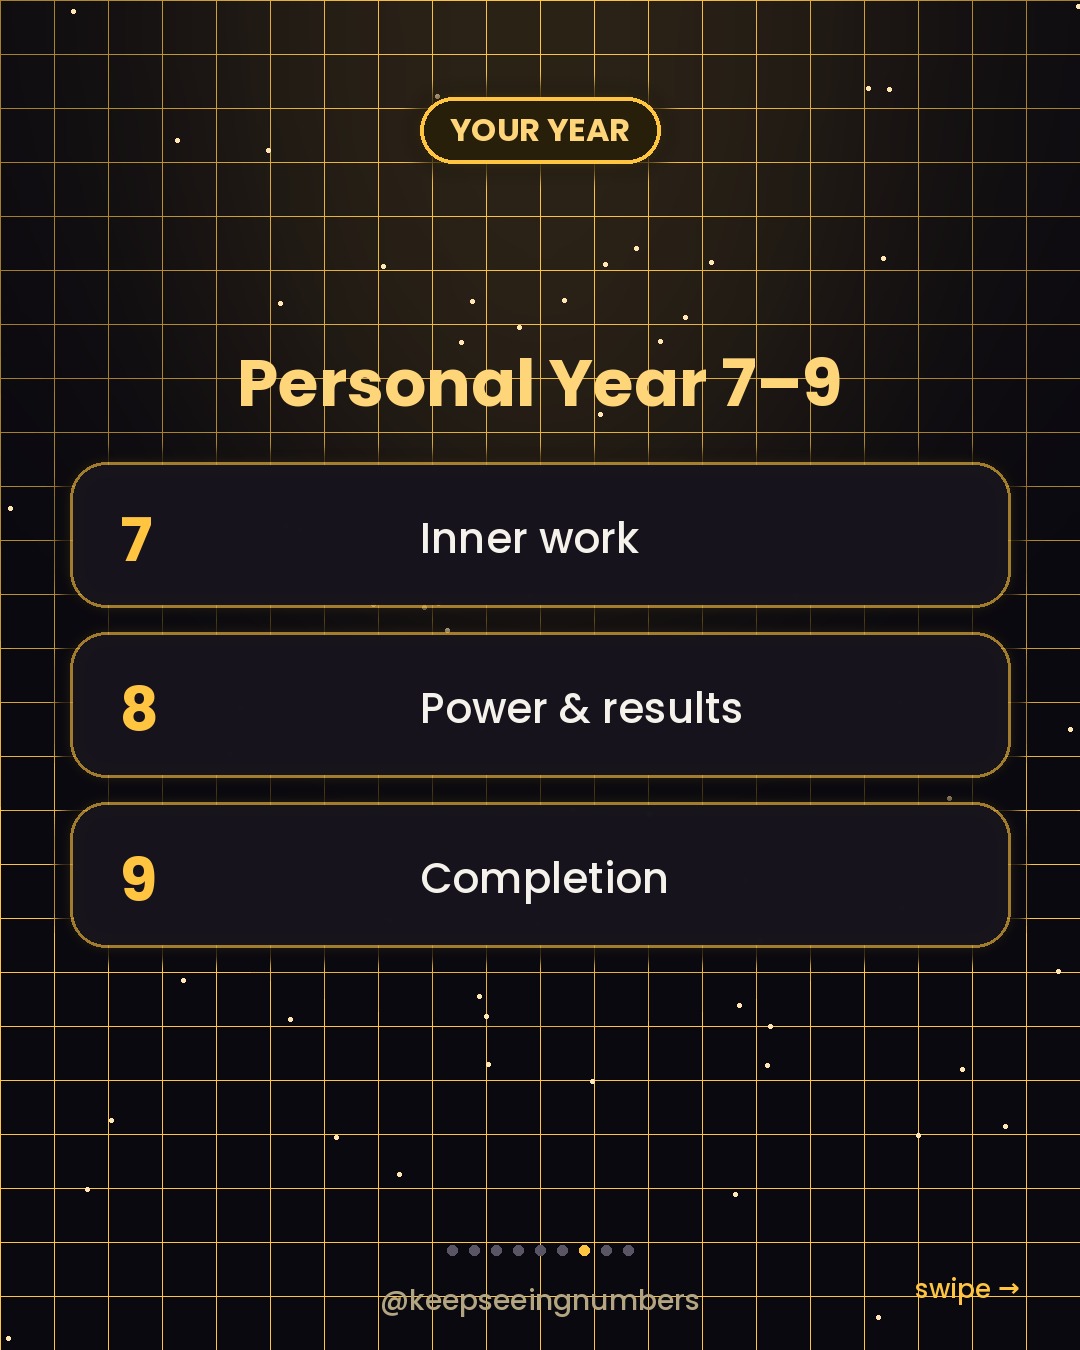 YOUR YEAR
Personal Year 7–9
7 Inner work
8 Power & results
9 Completion
@keepseeingnumbers
swipe →